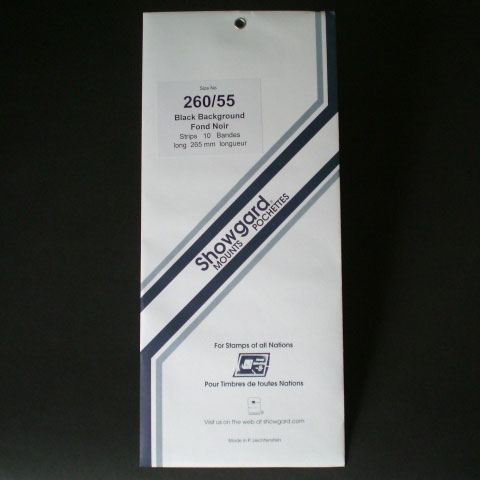 Size No
260/55
Black Background
Fond Noir
Strips 10 Bandes
long 265 mm longueur
Showgard®
MOUNTS
POCHETTES
For Stamps of all Nations
Pour Timbres de toutes Nations
Visit us on the web at showgard.com
Made in P. Liechtenstein